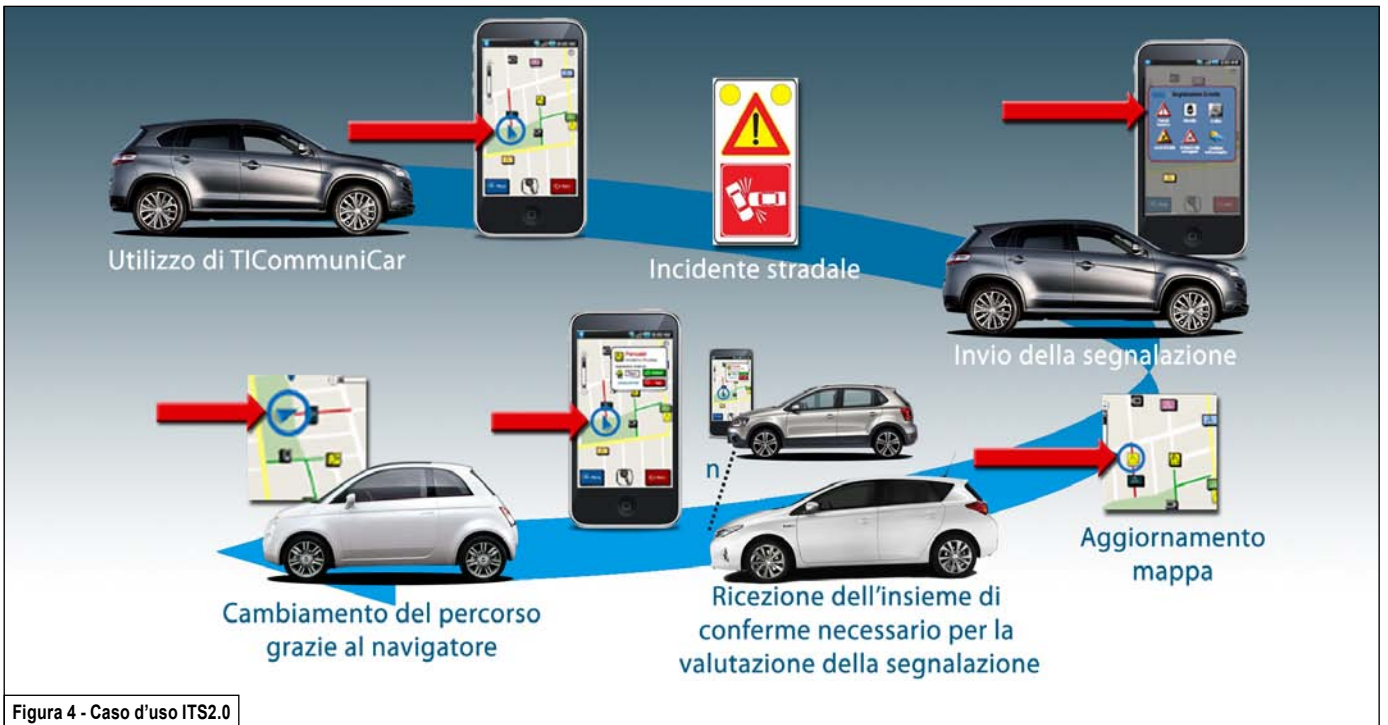 Utilizzo di TICommuniCar
Incidente stradale
Invio della segnalazione
Aggiornamento
mappa
n
Ricezione dell'insieme di
conferme necessario per la
valutazione della segnalazione
Cambiamento del percorso
grazie al navigatore
Figura 4 - Caso d'uso ITS2.0